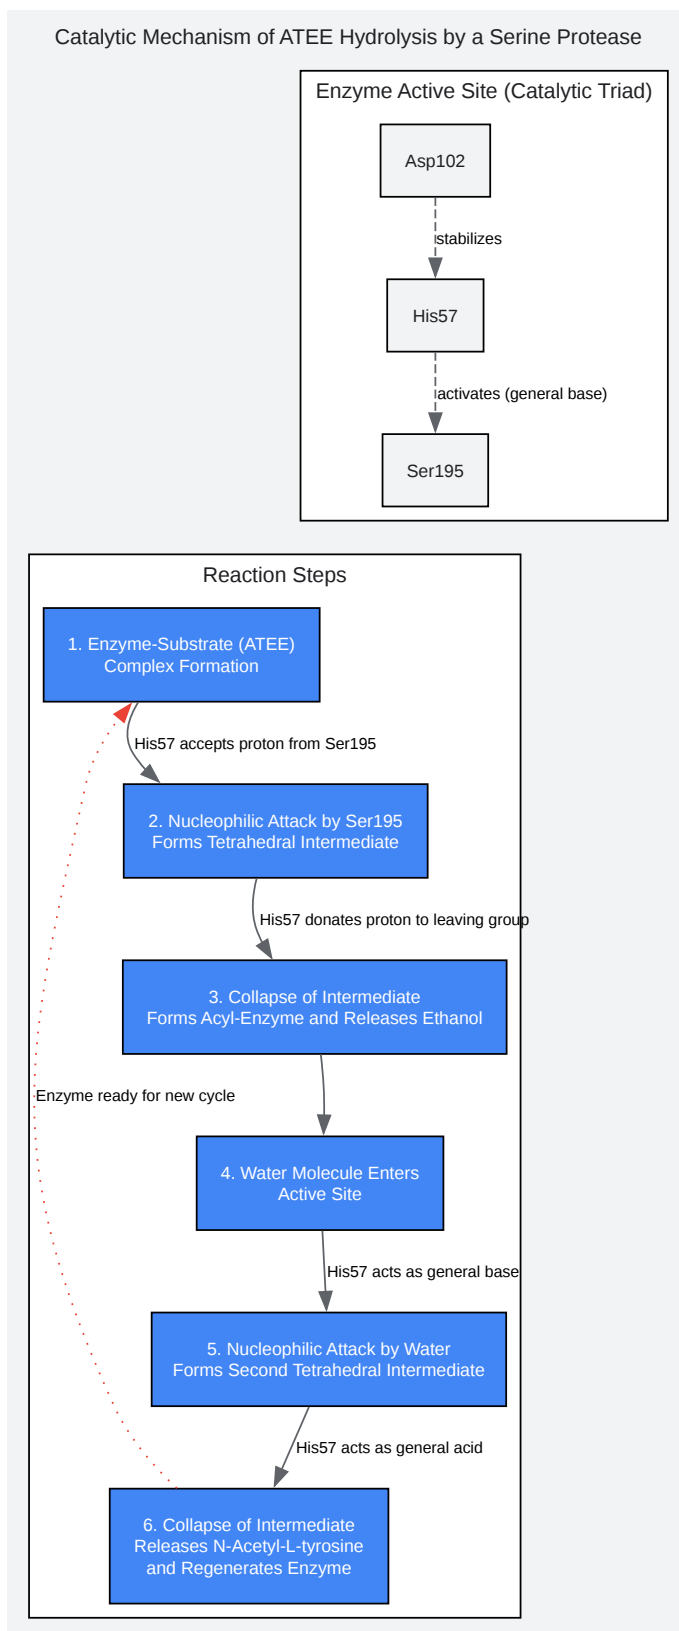 Catalytic Mechanism of ATEE Hydrolysis by a Serine Protease
Enzyme Active Site (Catalytic Triad)
Asp102
stabilizes
His57
activates (general base)
Ser195
Reaction Steps
1. Enzyme-Substrate (ATEE)
Complex Formation
His57 accepts proton from Ser195
2. Nucleophilic Attack by Ser195
Forms Tetrahedral Intermediate
His57 donates proton to leaving group
3. Collapse of Intermediate
Forms Acyl-Enzyme and Releases Ethanol
Enzyme ready for new cycle
4. Water Molecule Enters
Active Site
His57 acts as general base
5. Nucleophilic Attack by Water
Forms Second Tetrahedral Intermediate
His57 acts as general acid
6. Collapse of Intermediate
Releases N-Acetyl-L-tyrosine
and Regenerates Enzyme